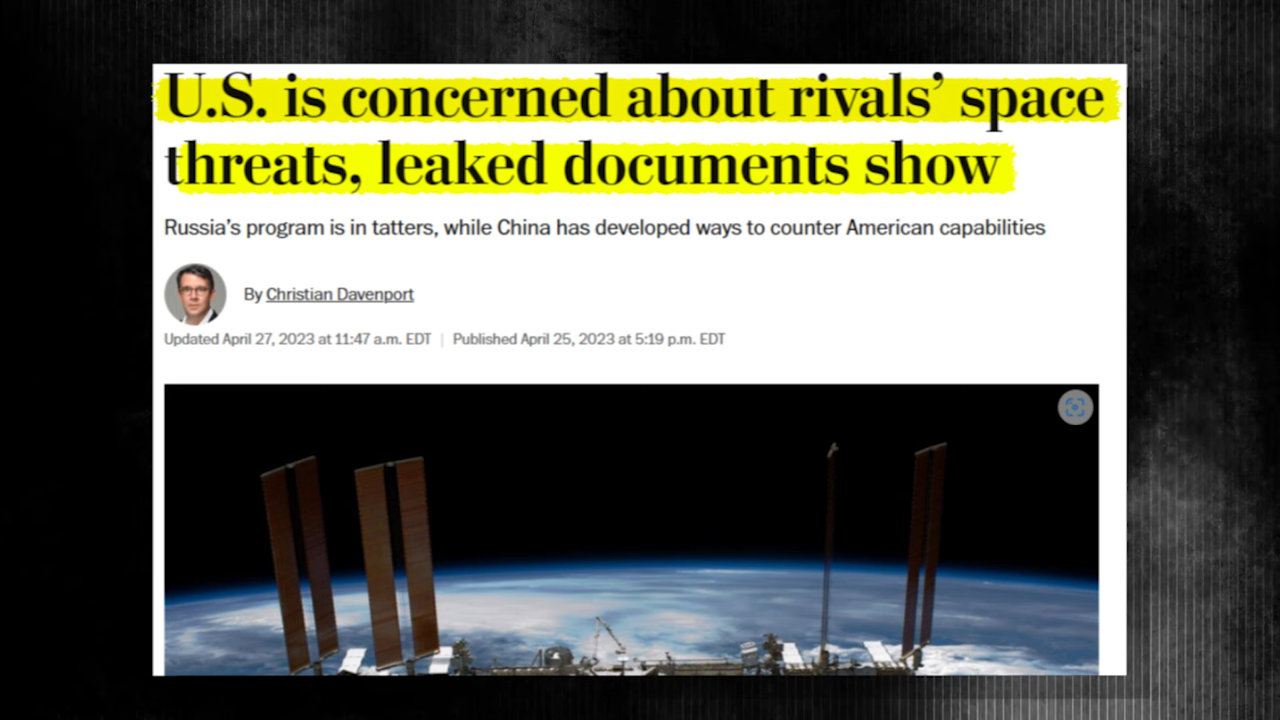 U.S. is concerned about rivals’ space
threats, leaked documents show
Russia’s program is in tatters, while China has developed ways to counter American capabilities
By Christian Davenport
Updated April 27, 2023 at 11:47 a.m. EDT | Published April 25, 2023 at 5:19 p.m. EDT